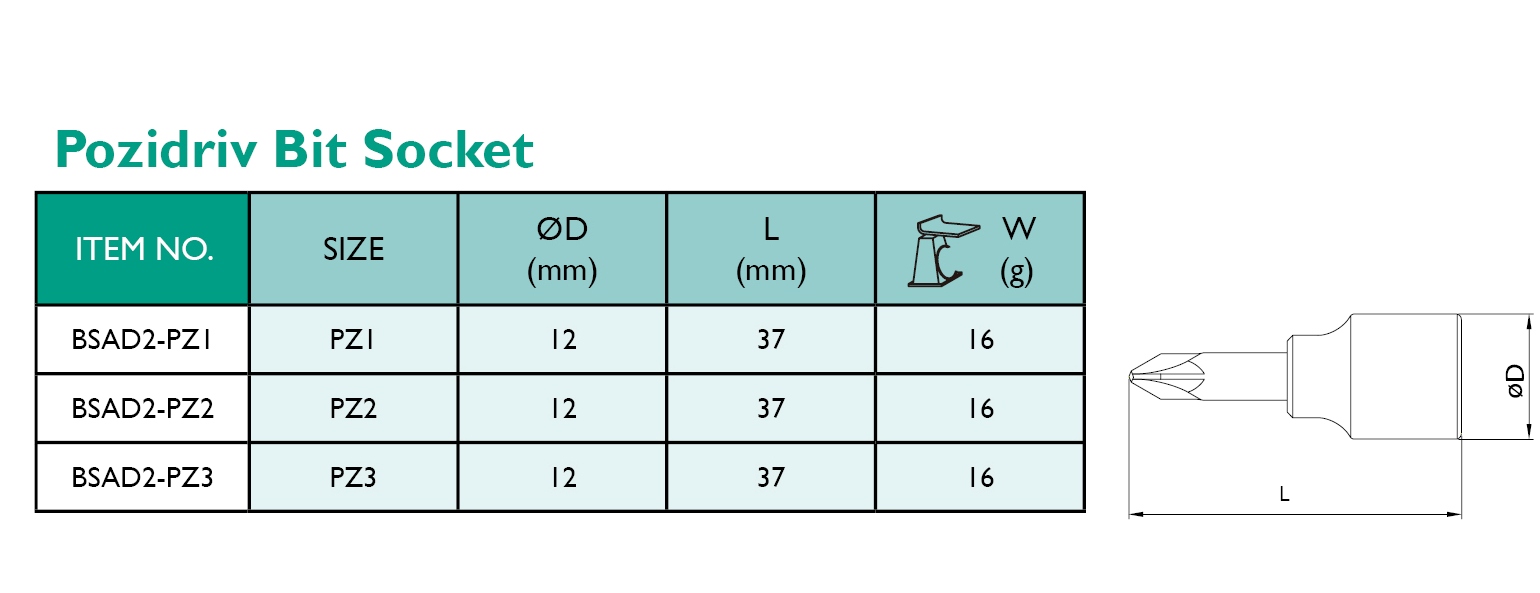 Pozidriv Bit Socket
ITEM NO. SIZE ØD (mm) L (mm) W (g)
BSAD2-PZ1 PZ1 12 37 16
BSAD2-PZ2 PZ2 12 37 16
BSAD2-PZ3 PZ3 12 37 16
øD
L